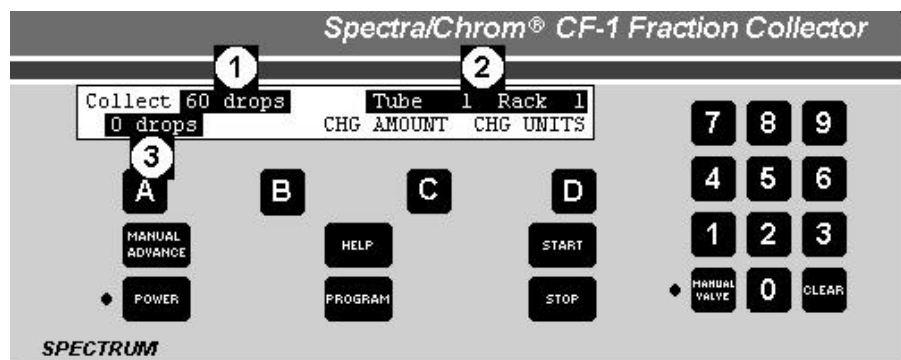 Spectra/Chrom® CF-1 Fraction Collector
1 2
Collect 60 drops Tube 1 Rack 1
0 drops CHG AMOUNT CHG UNITS
3
7 8 9
A B C D
4 5 6
MANUAL ADVANCE HELP START
1 2 3
POWER PROGRAM STOP
MANUAL VALVE 0 CLEAR
SPECTRUM